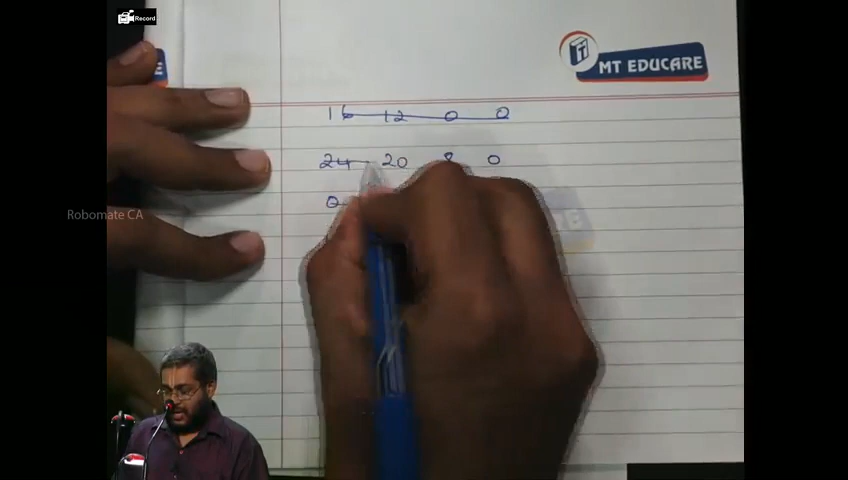 Record
MT EDUCARE
16 12 0 0
24 20 8 0
0
Robomate CA